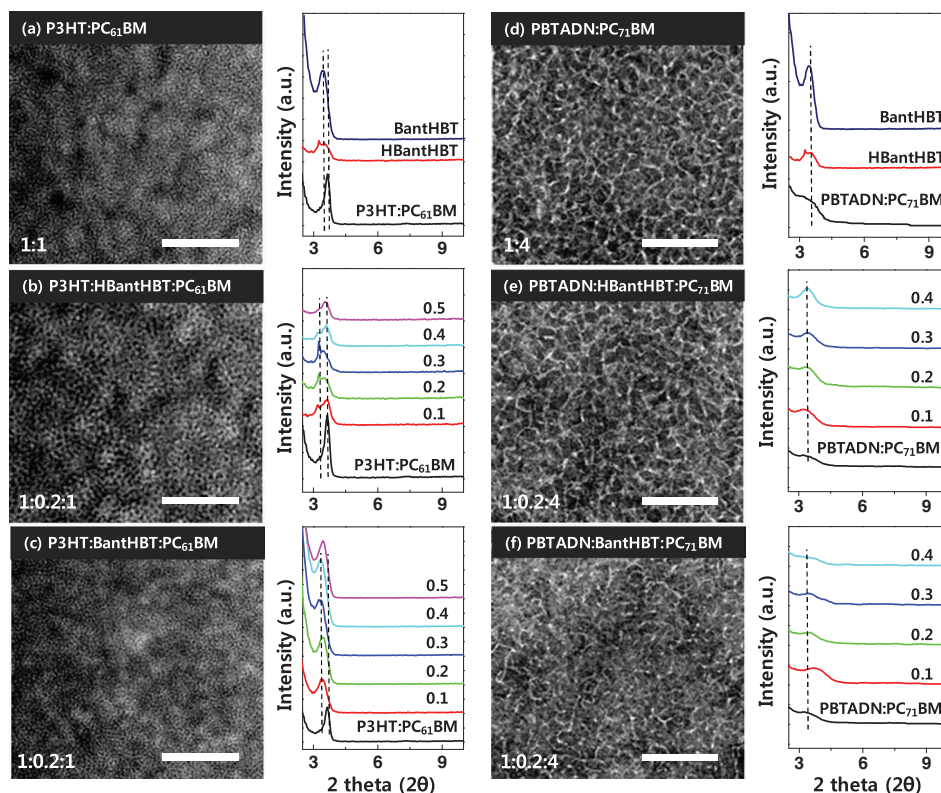 (a) P3HT:PC61BM
1:1
Intensity (a.u.)
BantHBT
HBantHBT
P3HT:PC61BM
3 6 9
(d) PBTADN:PC71BM
1:4
Intensity (a.u.)
BantHBT
HBantHBT
PBTADN:PC71BM
3 6 9
(b) P3HT:HBantHBT:PC61BM
1:0.2:1
Intensity (a.u.)
0.5
0.4
0.3
0.2
0.1
P3HT:PC61BM
3 6 9
(e) PBTADN:HBantHBT:PC71BM
1:0.2:4
Intensity (a.u.)
0.4
0.3
0.2
0.1
PBTADN:PC71BM
3 6 9
(c) P3HT:BantHBT:PC61BM
1:0.2:1
Intensity (a.u.)
0.5
0.4
0.3
0.2
0.1
P3HT:PC61BM
3 6 9
2 theta (2θ)
(f) PBTADN:BantHBT:PC71BM
1:0.2:4
Intensity (a.u.)
0.4
0.3
0.2
0.1
PBTADN:PC71BM
3 6 9
2 theta (2θ)